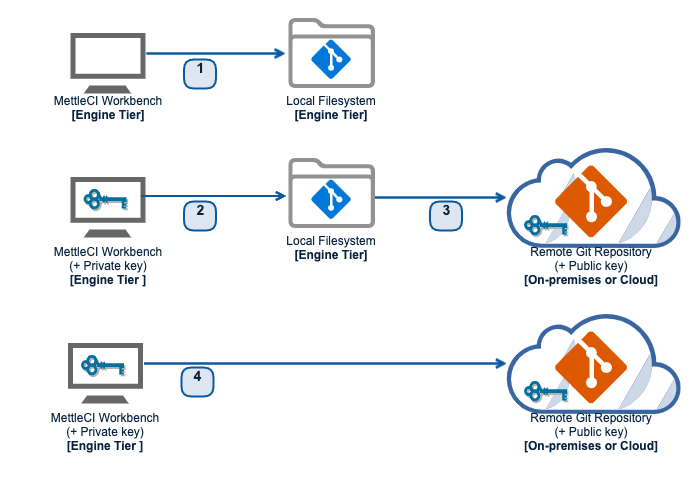 1
MettleCI Workbench
[Engine Tier]
Local Filesystem
[Engine Tier]
2
3
MettleCI Workbench
(+ Private key)
[Engine Tier ]
Local Filesystem
[Engine Tier]
Remote Git Repository
(+ Public key)
[On-premises or Cloud]
4
MettleCI Workbench
(+ Private key)
[Engine Tier ]
Remote Git Repository
(+ Public key)
[On-premises or Cloud]